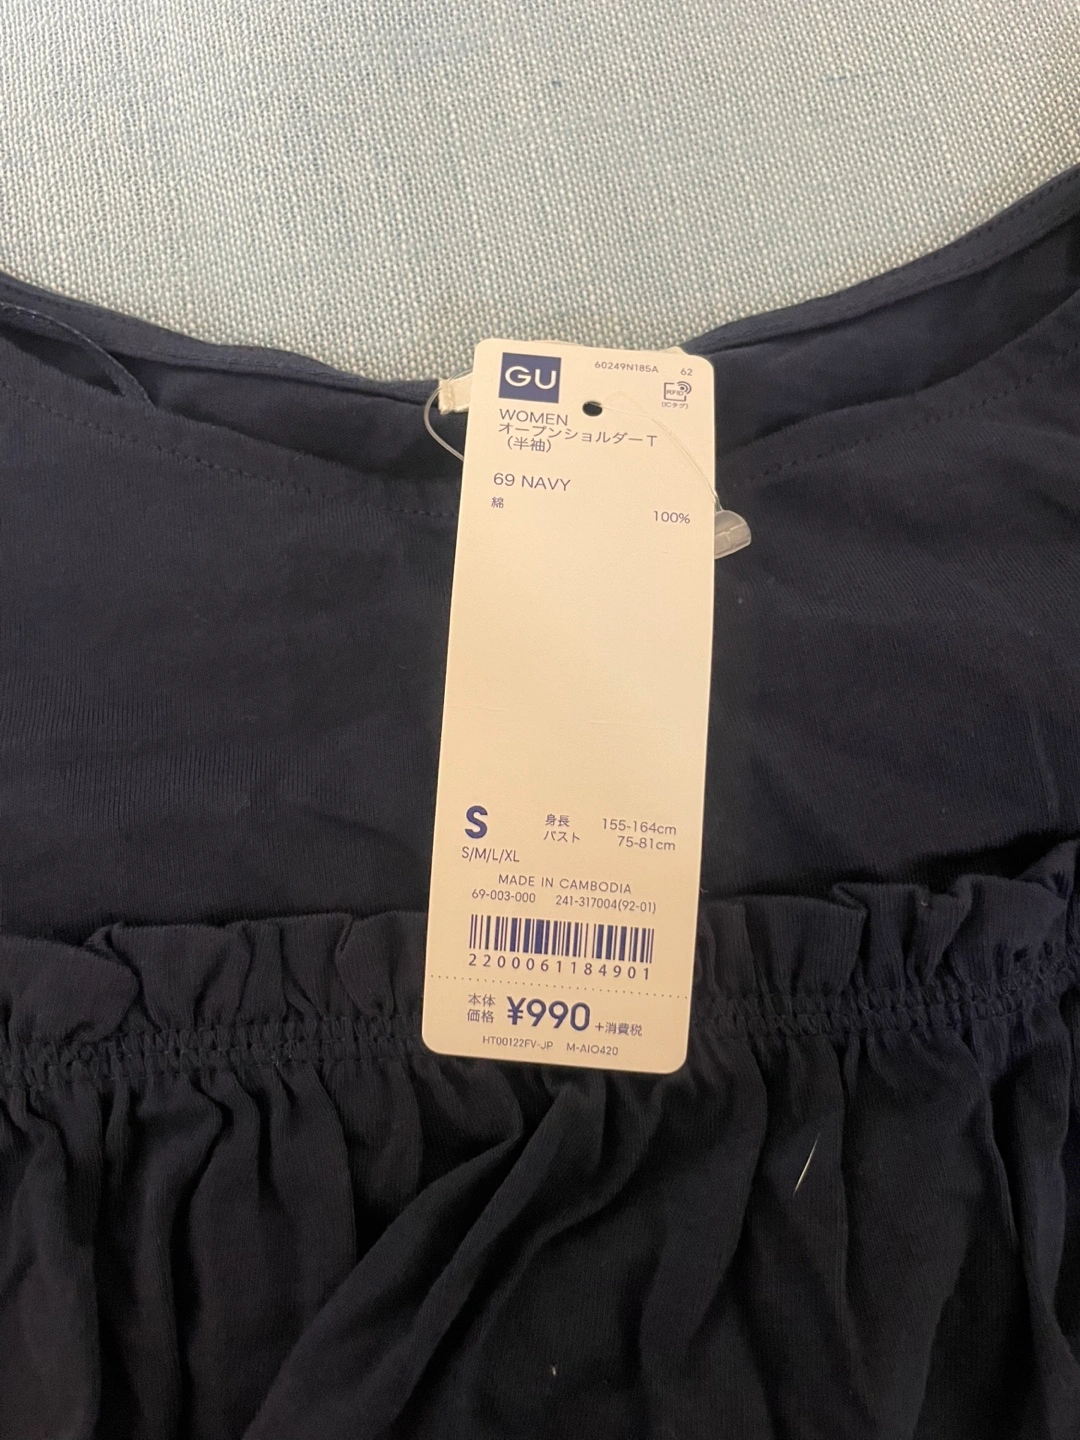 GU
60249N185A 62
RFID
(ICタグ)
WOMEN
オープンショルダーT
(半袖)
69 NAVY
綿
100%
S
身長 155-164cm
バスト 75-81cm
S/M/L/XL
MADE IN CAMBODIA
69-003-000 241-317004(92-01)
2200061184901
本体
価格 ¥990 +消費税
HT00122FV-JP M-AIO420